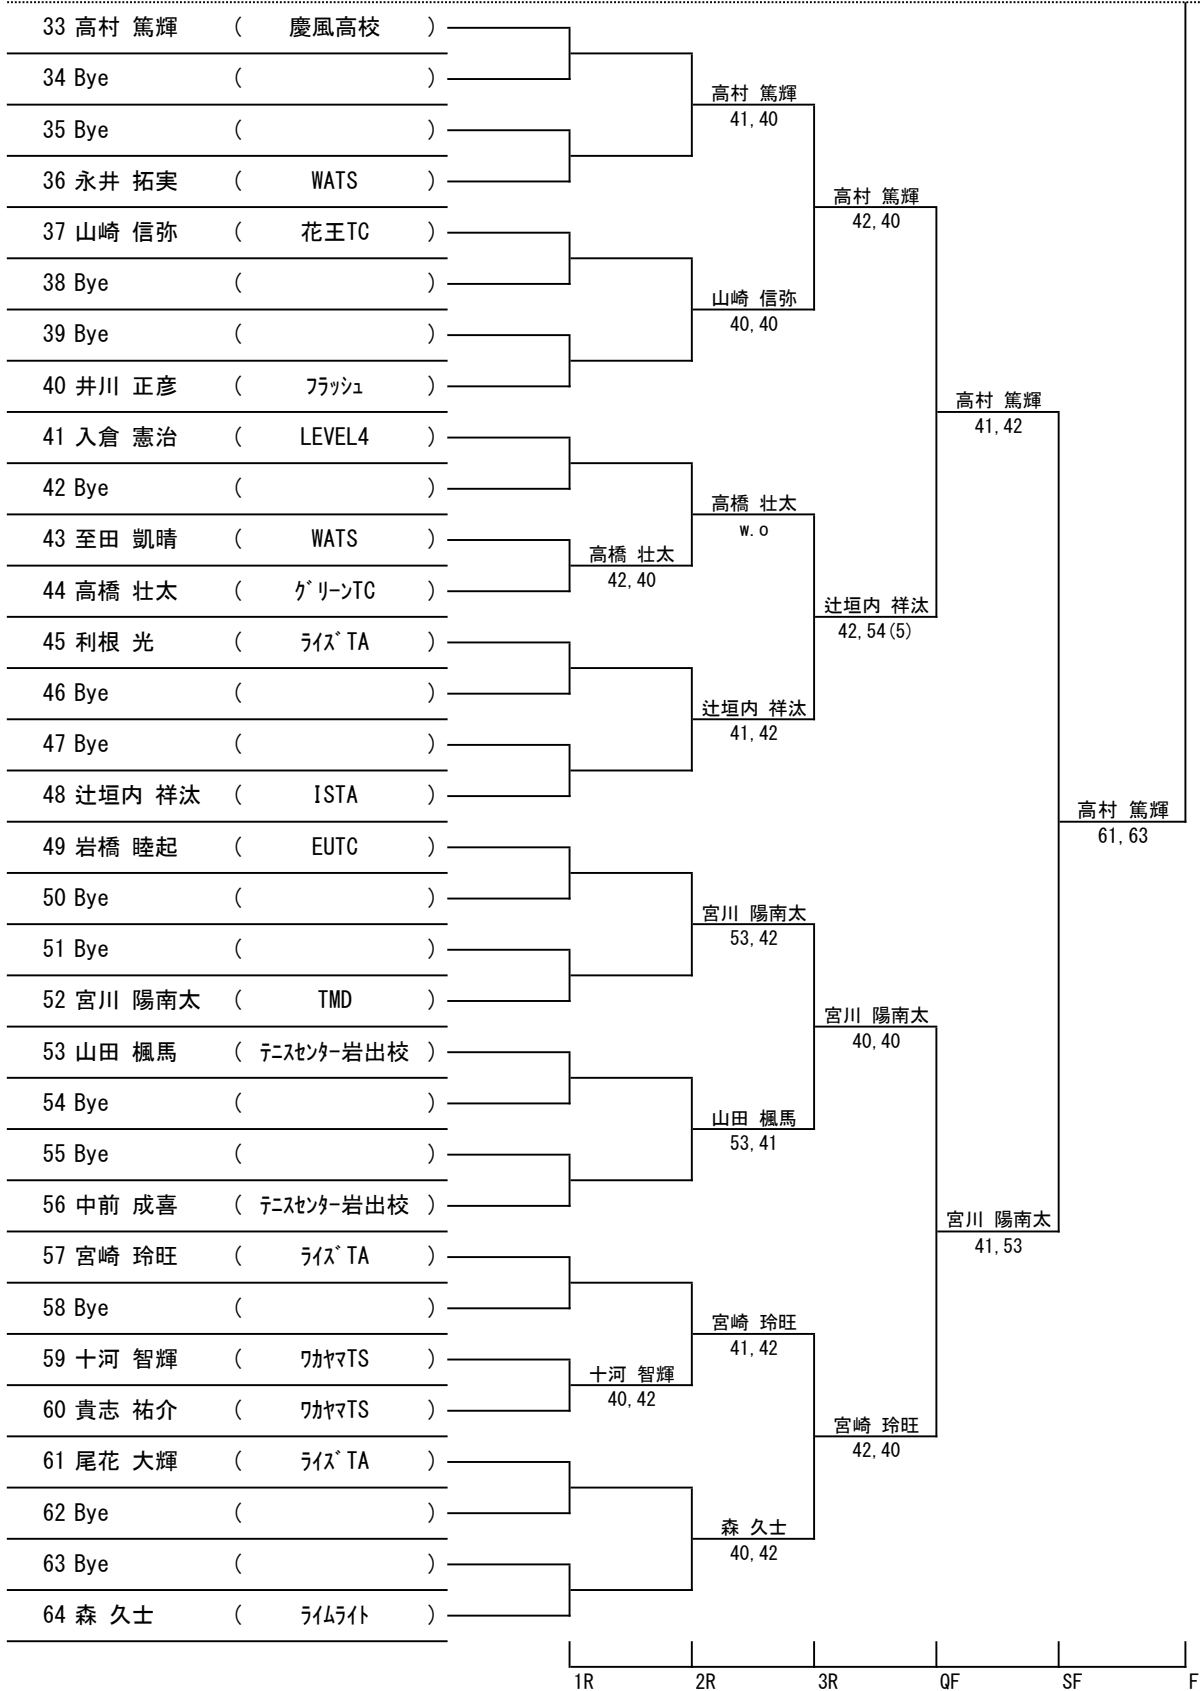 33 高村 篤輝 ( 慶風高校 )
34 Bye ( )
高村 篤輝
41,40
35 Bye ( )
36 永井 拓実 ( WATS )
高村 篤輝
42,40
37 山崎 信弥 ( 花王TC )
38 Bye ( )
山崎 信弥
40,40
39 Bye ( )
40 井川 正彦 ( ﾌﾗｯｼｭ )
高村 篤輝
41,42
41 入倉 憲治 ( LEVEL4 )
42 Bye ( )
高橋 壮太
w.o
43 至田 凱晴 ( WATS )
高橋 壮太
42,40
44 高橋 壮太 ( ｸﾞﾘｰﾝTC )
辻垣内 祥汰
42,54(5)
45 利根 光 ( ﾗｲｽﾞTA )
46 Bye ( )
辻垣内 祥汰
41,42
47 Bye ( )
48 辻垣内 祥汰 ( ISTA )
高村 篤輝
61,63
49 岩橋 睦起 ( EUTC )
50 Bye ( )
宮川 陽南太
53,42
51 Bye ( )
52 宮川 陽南太 ( TMD )
宮川 陽南太
40,40
53 山田 楓馬 ( ﾃﾆｽｾﾝﾀｰ岩出校 )
54 Bye ( )
山田 楓馬
53,41
55 Bye ( )
56 中前 成喜 ( ﾃﾆｽｾﾝﾀｰ岩出校 )
宮川 陽南太
41,53
57 宮崎 玲旺 ( ﾗｲｽﾞTA )
58 Bye ( )
宮崎 玲旺
41,42
59 十河 智輝 ( ﾜｶﾔﾏTS )
十河 智輝
40,42
60 貴志 祐介 ( ﾜｶﾔﾏTS )
宮崎 玲旺
42,40
61 尾花 大輝 ( ﾗｲｽﾞTA )
62 Bye ( )
森 久士
40,42
63 Bye ( )
64 森 久士 ( ﾗｲﾑﾗｲﾄ )
1R 2R 3R QF SF F